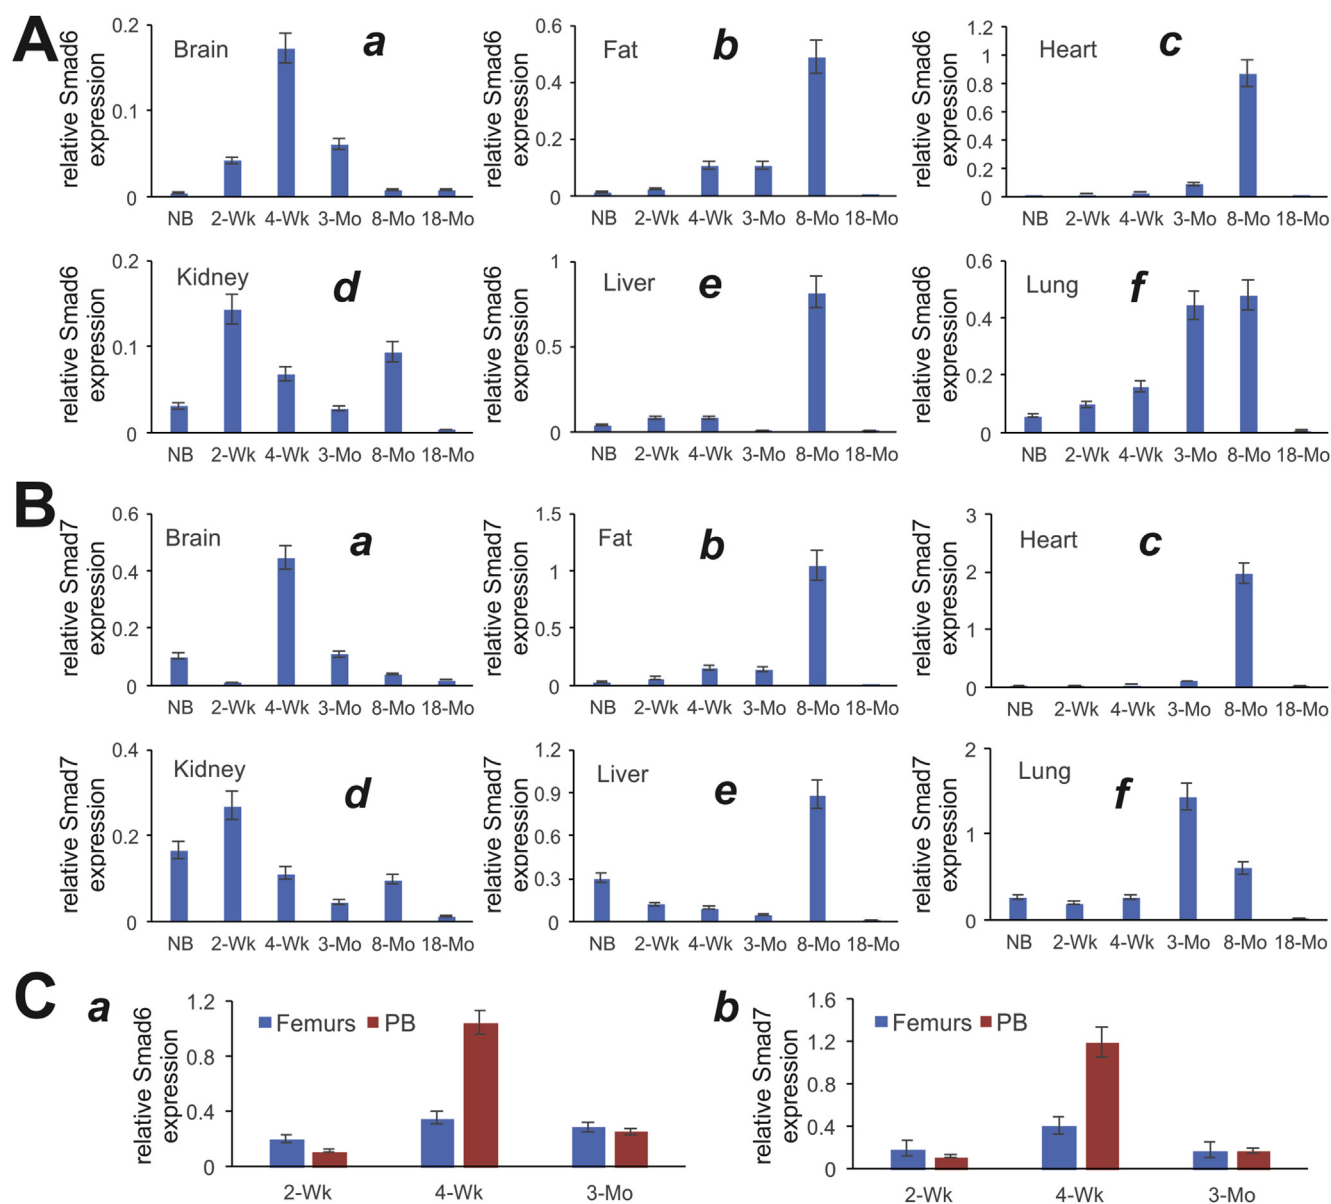 A
relative Smad6
expression
0.2
0.1
0
Brain
a
NB 2-Wk 4-Wk 3-Mo 8-Mo 18-Mo
relative Smad6
expression
0.6
0.4
0.2
0
Fat
b
NB 2-Wk 4-Wk 3-Mo 8-Mo 18-Mo
relative Smad6
expression
1.2
1
0.8
0.6
0.4
0.2
0
Heart
c
NB 2-Wk 4-Wk 3-Mo 8-Mo 18-Mo
relative Smad6
expression
0.2
0.1
0
Kidney
d
NB 2-Wk 4-Wk 3-Mo 8-Mo 18-Mo
relative Smad6
expression
1
0.5
0
Liver
e
NB 2-Wk 4-Wk 3-Mo 8-Mo 18-Mo
relative Smad6
expression
0.6
0.4
0.2
0
Lung
f
NB 2-Wk 4-Wk 3-Mo 8-Mo 18-Mo
B
relative Smad7
expression
0.6
0.4
0.2
0
Brain
a
NB 2-Wk 4-Wk 3-Mo 8-Mo 18-Mo
relative Smad7
expression
1.5
1
0.5
0
Fat
b
NB 2-Wk 4-Wk 3-Mo 8-Mo 18-Mo
relative Smad7
expression
3
2
1
0
Heart
c
NB 2-Wk 4-Wk 3-Mo 8-Mo 18-Mo
relative Smad7
expression
0.4
0.2
0
Kidney
d
NB 2-Wk 4-Wk 3-Mo 8-Mo 18-Mo
relative Smad7
expression
1.2
0.9
0.6
0.3
0
Liver
e
NB 2-Wk 4-Wk 3-Mo 8-Mo 18-Mo
relative Smad7
expression
2
1
0
Lung
f
NB 2-Wk 4-Wk 3-Mo 8-Mo 18-Mo
C
a
relative Smad6
expression
1.2
0.8
0.4
0
Femurs PB
2-Wk 4-Wk 3-Mo
b
relative Smad7
expression
1.6
1.2
0.8
0.4
0
Femurs PB
2-Wk 4-Wk 3-Mo